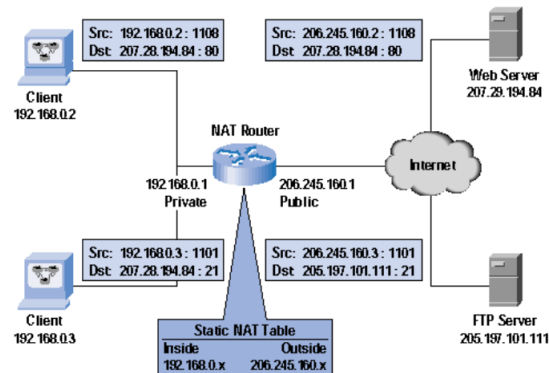 Src: 192.168.0.2 : 1108
Dst: 207.28.194.84 : 80
Src: 206.245.160.2 : 1108
Dst: 207.28.194.84 : 80
Client
192.168.0.2
Web Server
207.29.194.84
NAT Router
Internet
192.168.0.1
Private
206.245.160.1
Public
Src: 192.168.0.3 : 1101
Dst: 207.28.194.84 : 21
Src: 206.245.160.3 : 1101
Dst: 205.197.101.111 : 21
Client
192.168.0.3
FTP Server
205.197.101.111
Static NAT Table
Inside Outside
192.168.0.x 206.245.160.x